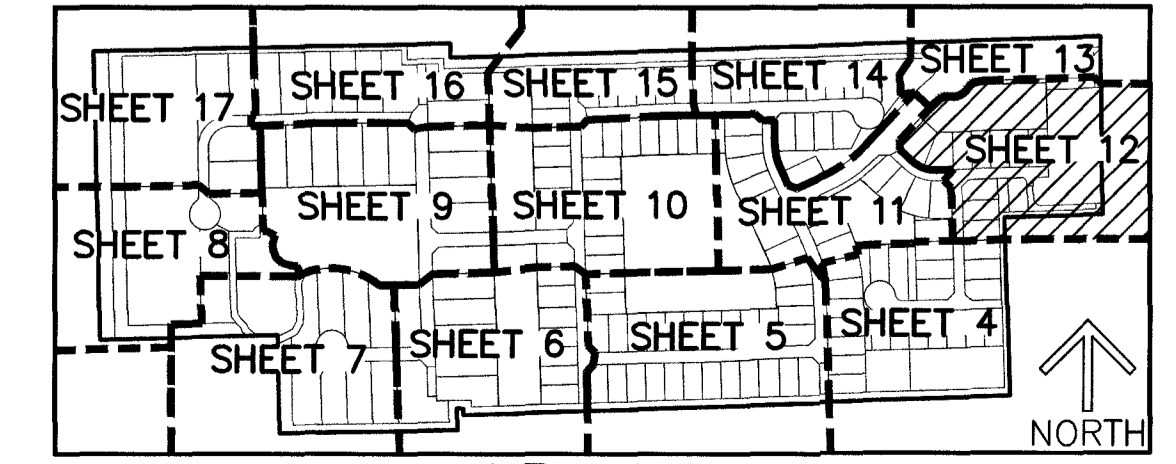 SHEET 13
SHEET 14
SHEET 15
SHEET 16
SHEET 17
SHEET 12
SHEET 11
SHEET 10
SHEET 9
SHEET 8
SHEET 4
SHEET 5
SHEET 6
SHEET 7
NORTH